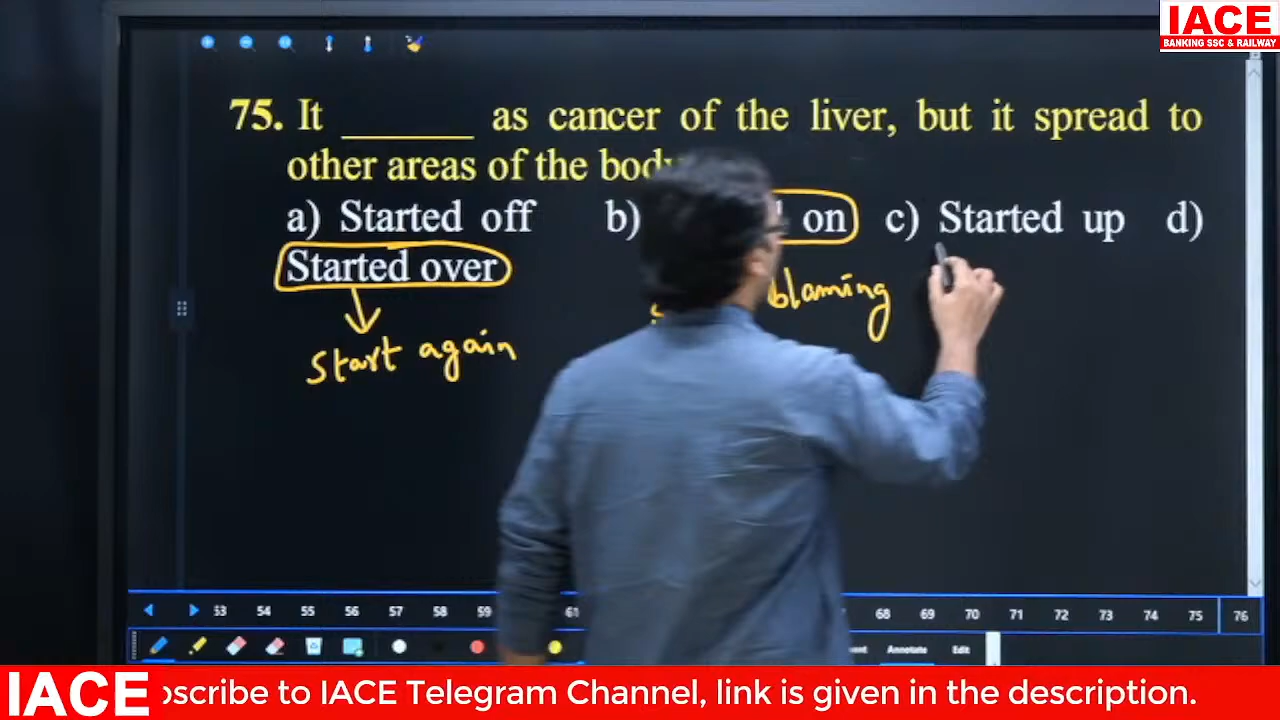 IACE
BANKING SSC & RAILWAY
75. It ______ as cancer of the liver, but it spread to
other areas of the body
a) Started off b) on c) Started up d)
Started over
blaming
Start again
53 54 55 56 57 58 59 61 68 69 70 71 72 73 74 75 76
Annotate Edit
IACE bscribe to IACE Telegram Channel, link is given in the description.